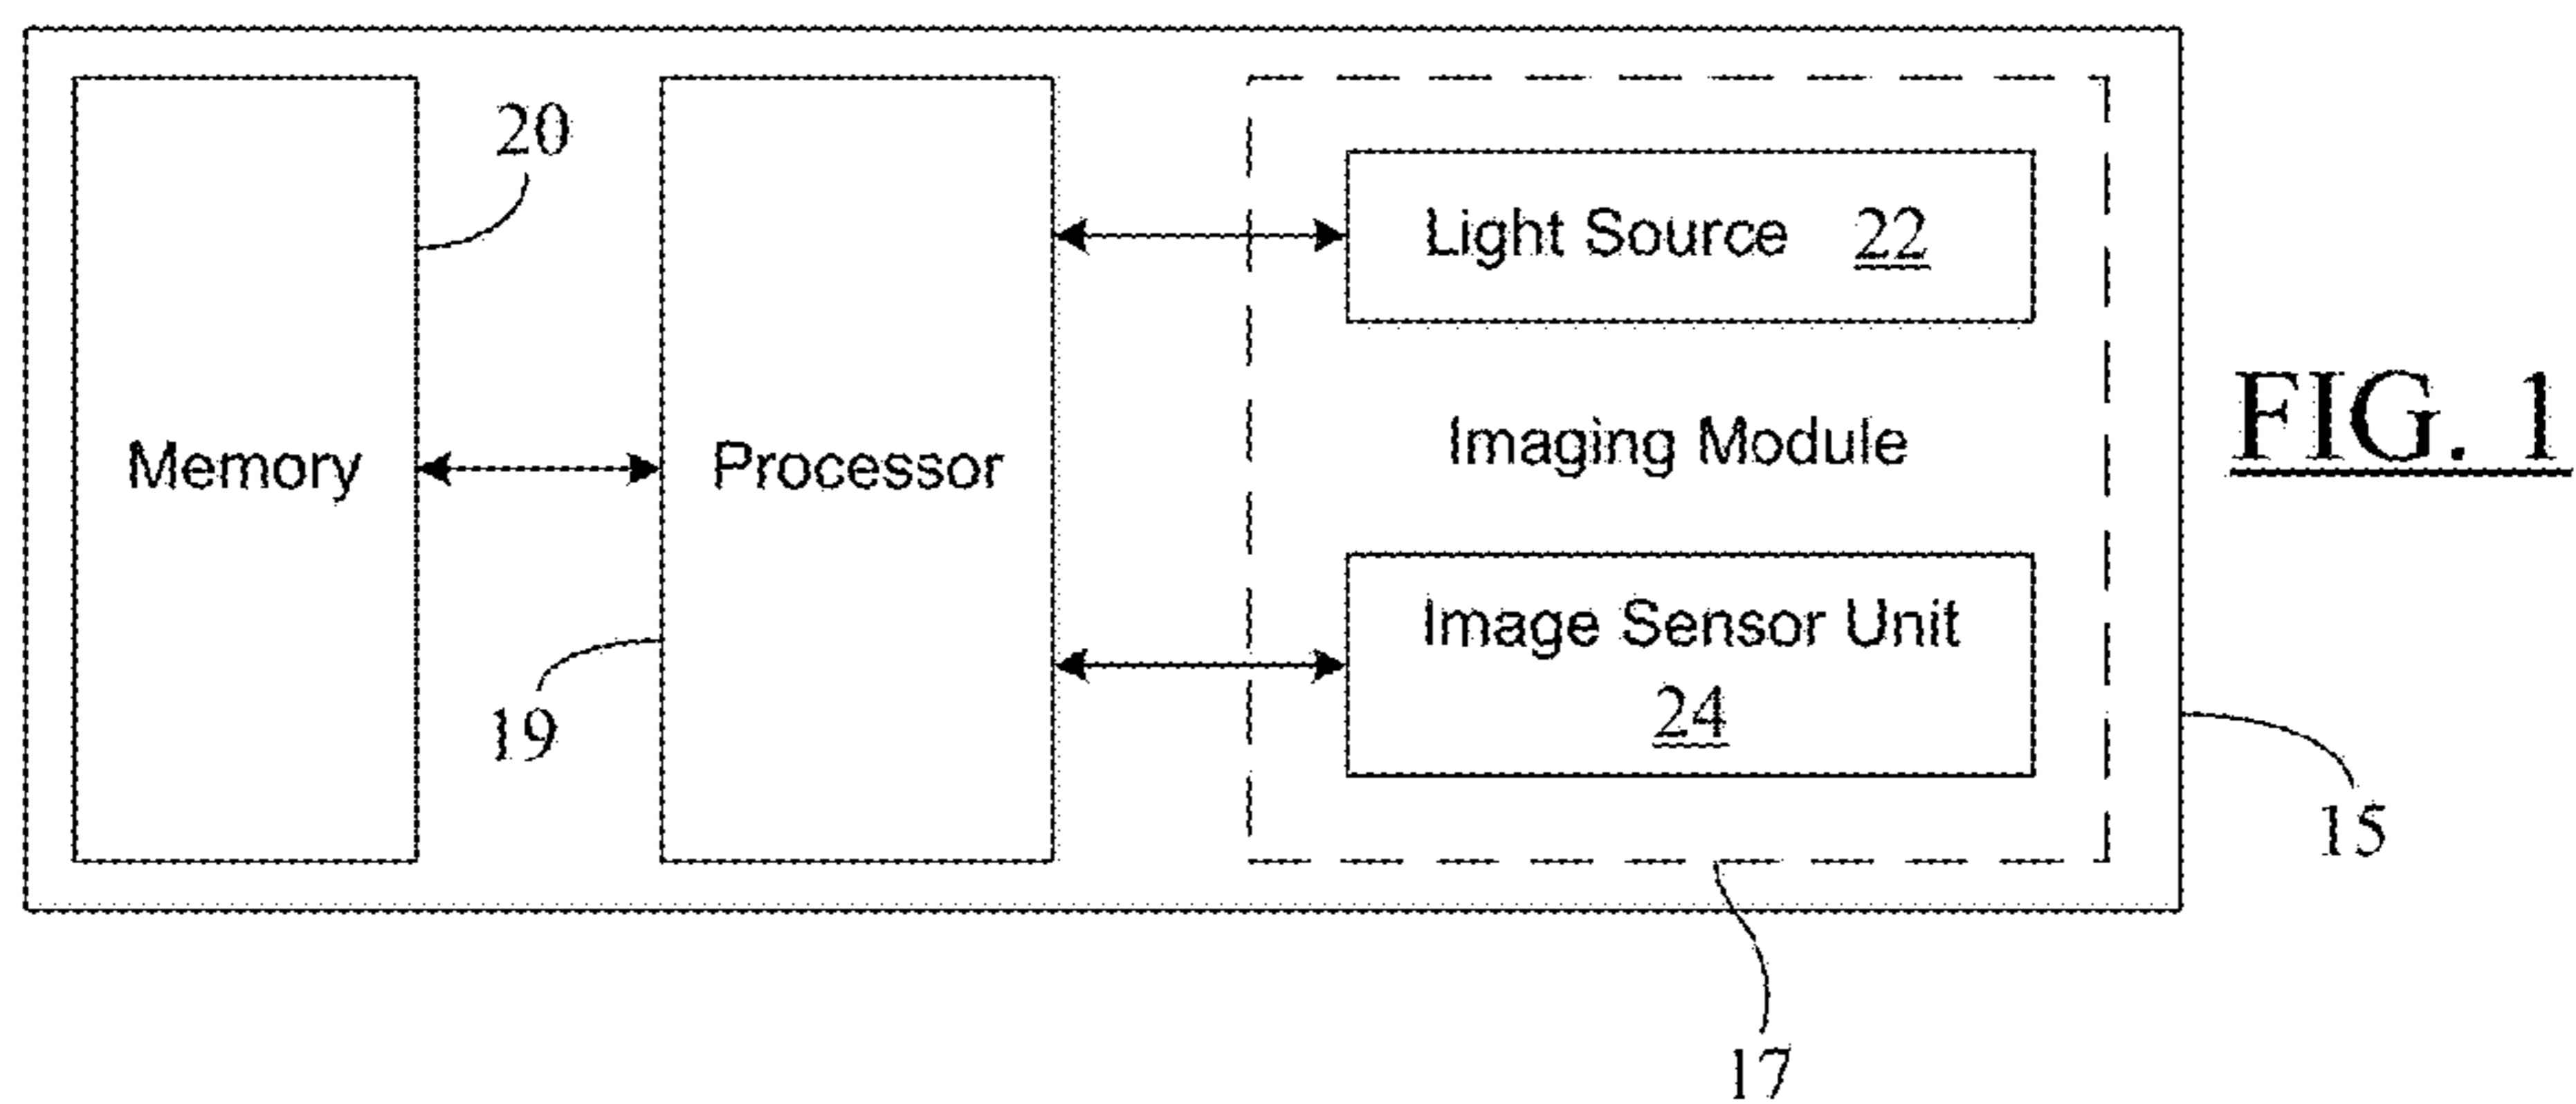 20
Light Source 22
FIG. 1
Memory
Processor
Imaging Module
Image Sensor Unit
24
19
15
17